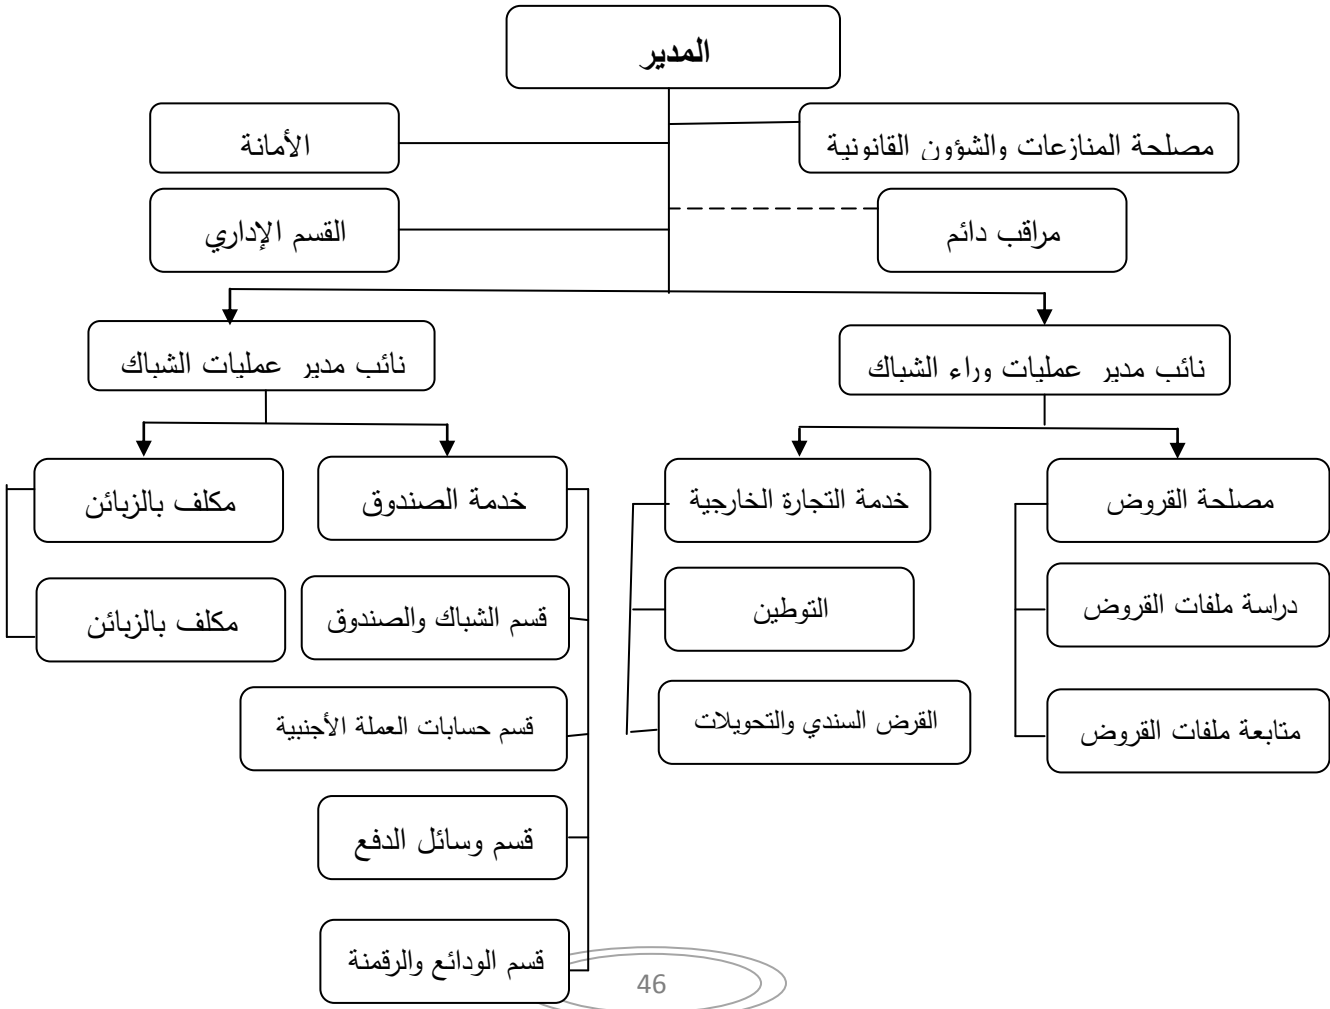 المدير
مصلحة المنازعات والشؤون القانونية
الأمانة
مراقب دائم
القسم الإداري
نائب مدير عمليات وراء الشباك
نائب مدير عمليات الشباك
مصلحة القروض
خدمة التجارة الخارجية
خدمة الصندوق
مكلف بالزبائن
دراسة ملفات القروض
التوطين
قسم الشباك والصندوق
مكلف بالزبائن
متابعة ملفات القروض
القرض السندي والتحويلات
قسم حسابات العملة الأجنبية
قسم وسائل الدفع
قسم الودائع والرقمنة
46